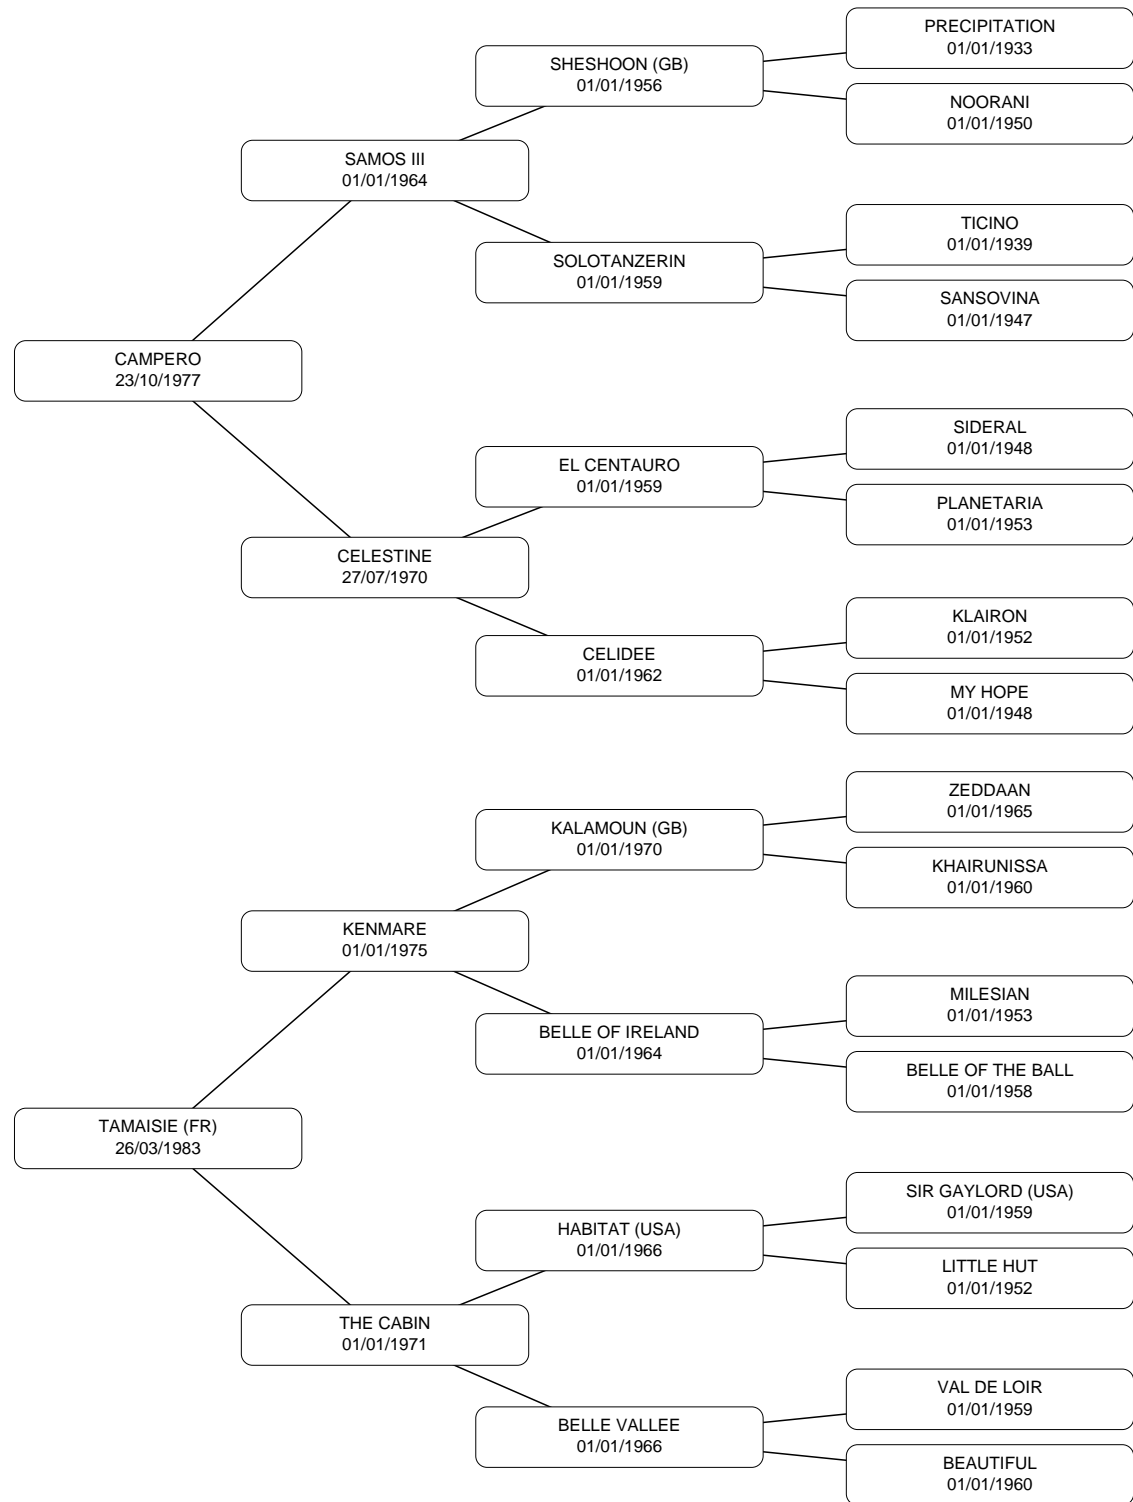 PRECIPITATION
01/01/1933
SHESHOON (GB)
01/01/1956
NOORANI
01/01/1950
SAMOS III
01/01/1964
TICINO
01/01/1939
SOLOTANZERIN
01/01/1959
SANSOVINA
01/01/1947
CAMPERO
23/10/1977
SIDERAL
01/01/1948
EL CENTAURO
01/01/1959
PLANETARIA
01/01/1953
CELESTINE
27/07/1970
KLAIRON
01/01/1952
CELIDEE
01/01/1962
MY HOPE
01/01/1948
ZEDDAAN
01/01/1965
KALAMOUN (GB)
01/01/1970
KHAIRUNISSA
01/01/1960
KENMARE
01/01/1975
MILESIAN
01/01/1953
BELLE OF IRELAND
01/01/1964
BELLE OF THE BALL
01/01/1958
TAMAISIE (FR)
26/03/1983
SIR GAYLORD (USA)
01/01/1959
HABITAT (USA)
01/01/1966
LITTLE HUT
01/01/1952
THE CABIN
01/01/1971
VAL DE LOIR
01/01/1959
BELLE VALLEE
01/01/1966
BEAUTIFUL
01/01/1960